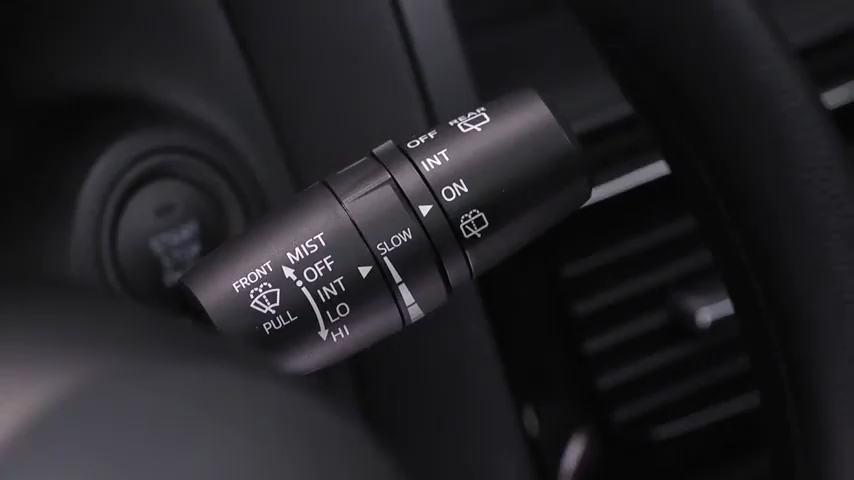 FRONT
PULL
MIST
OFF
INT
LO
HI
SLOW
OFF
REAR
INT
ON